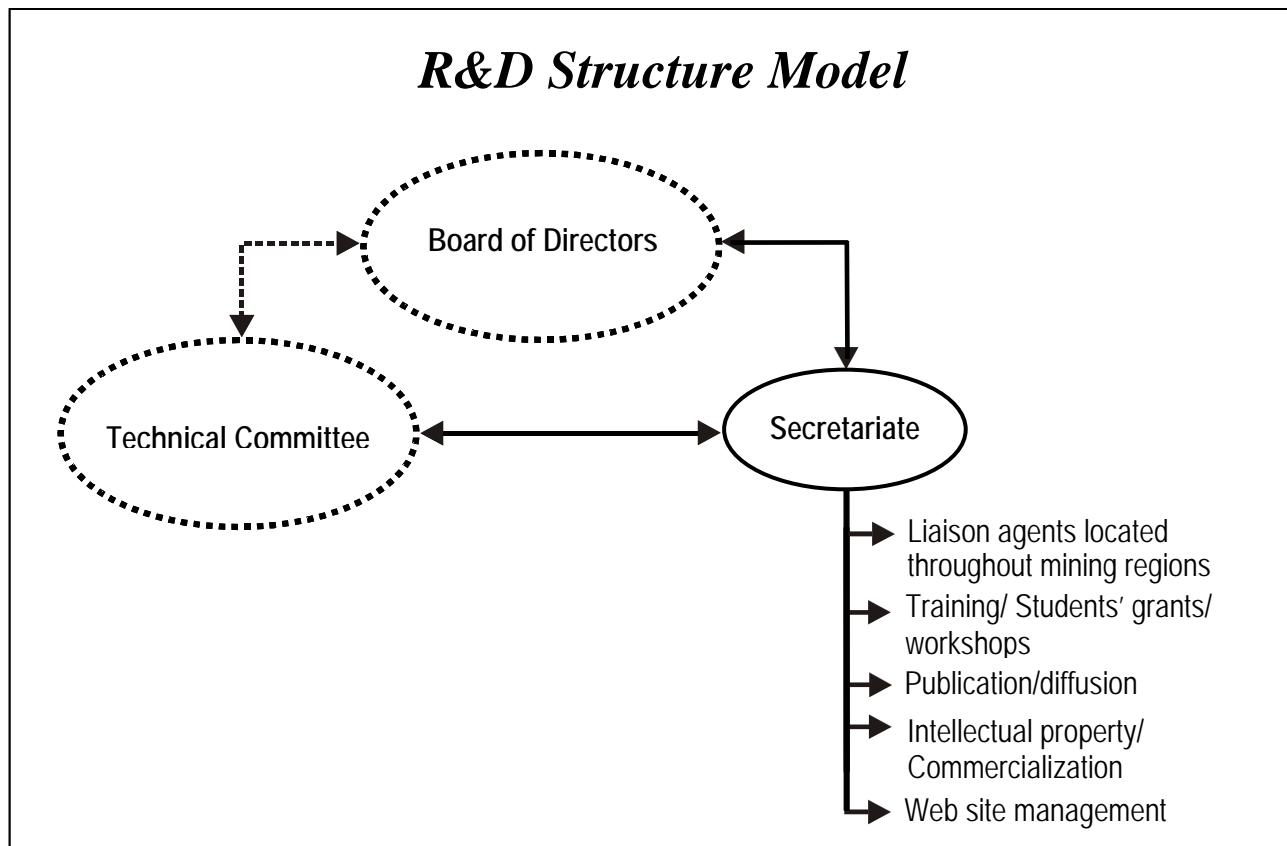 R&D Structure Model
Board of Directors
Technical Committee
Secretariate
Liaison agents located
throughout mining regions
Training/ Students' grants/
workshops
Publication/diffusion
Intellectual property/
Commercialization
Web site management